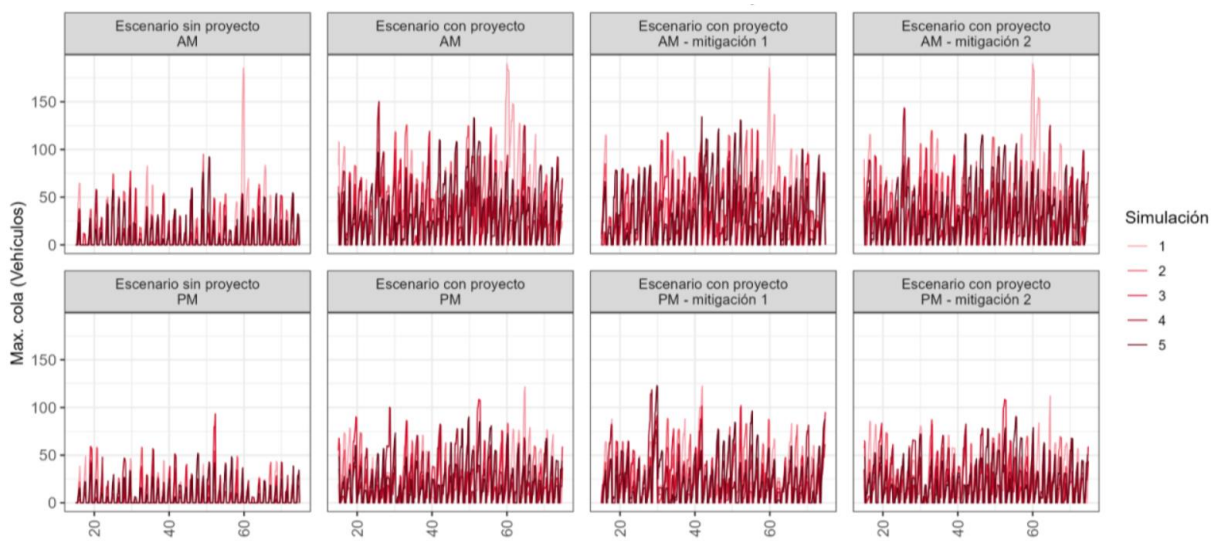 Escenario sin proyecto
AM
Escenario con proyecto
AM
Escenario con proyecto
AM - mitigación 1
Escenario con proyecto
AM - mitigación 2
150
100
50
0
Escenario sin proyecto
PM
Escenario con proyecto
PM
Escenario con proyecto
PM - mitigación 1
Escenario con proyecto
PM - mitigación 2
150
100
50
0
Max. cola (Vehículos)
20
40
60
20
40
60
20
40
60
20
40
60
Simulación
1
2
3
4
5